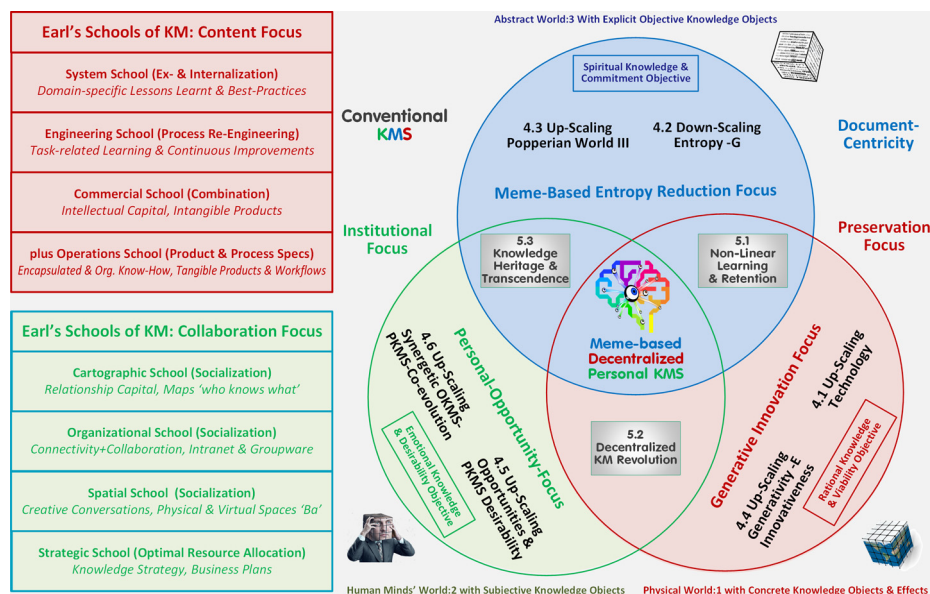 Earl's Schools of KM: Content Focus
System School (Ex- & Internalization)
Domain-specific Lessons Learnt & Best-Practices
Engineering School (Process Re-Engineering)
Task-related Learning & Continuous Improvements
Commercial School (Combination)
Intellectual Capital, Intangible Products
plus Operations School (Product & Process Specs)
Encapsulated & Org. Know-How, Tangible Products & Workflows
Earl's Schools of KM: Collaboration Focus
Cartographic School (Socialization)
Relationship Capital, Maps 'who knows what'
Organizational School (Socialization)
Connectivity+Collaboration, Intranet & Groupware
Spatial School (Socialization)
Creative Conversations, Physical & Virtual Spaces 'Ba'
Strategic School (Optimal Resource Allocation)
Knowledge Strategy, Business Plans
Abstract World:3 With Explicit Objective Knowledge Objects
Spiritual Knowledge &
Commitment Objective
Conventional
KMS
4.3 Up-Scaling
Popperian World III
4.2 Down-Scaling
Entropy -G
Document-
Centricity
Meme-Based Entropy Reduction Focus
Institutional
Focus
Preservation
Focus
5.3
Knowledge
Heritage &
Transcendence
5.1
Non-Linear
Learning
& Retention
Meme-based
Decentralized
Personal KMS
Personal-Opportunity-Focus
4.6 Up-Scaling
Synergetic OKMS-
PKMS-Co-evolution
Emotional Knowledge
& Desirability Objective
4.5 Up-Scaling
Opportunities &
PKMS Desirability
5.2
Decentralized
KM Revolution
Generative Innovation Focus
4.1 Up-Scaling
Technology
4.4 Up-Scaling
Generativity -E
Innovativeness
Rational Knowledge
& Viability Objective
Human Minds' World:2 with Subjective Knowledge Objects
Physical World:1 with Concrete Knowledge Objects & Effects